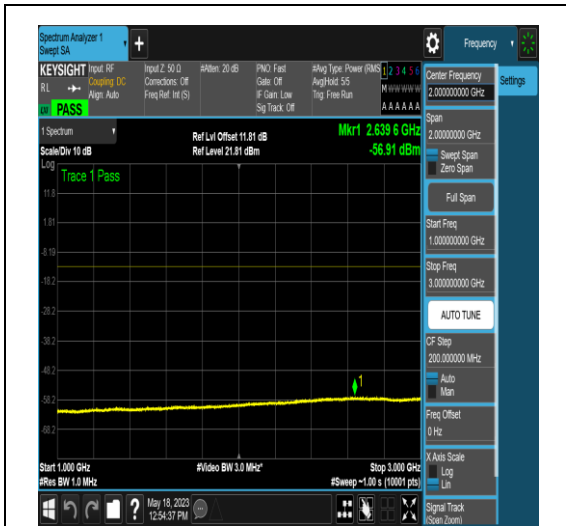 Spectrum Analyzer 1
Swept SA
+
Frequency
KEYSIGHT
Input: RF
Coupling: DC
Align: Auto
RL
PASS
Input Z: 50 Ω
Corrections: Off
Freq Ref: Int (S)
#Atten: 20 dB
PNO: Fast
Gate: Off
IF Gain: Low
Sig Track: Off
#Avg Type: Power (RMS
Avg|Hold: 5/5
Trig: Free Run
1 2 3 4 5 6
M W W W W W
A A A A A A
1 Spectrum
Scale/Div 10 dB
Ref Lvl Offset 11.81 dB
Ref Level 21.81 dBm
Mkr1 2.639 6 GHz
-56.91 dBm
Log
Trace 1 Pass
11.8
1.81
-8.19
-18.2
-28.2
-38.2
-48.2
-58.2
-68.2
1
Start 1.000 GHz
#Res BW 1.0 MHz
#Video BW 3.0 MHz*
Stop 3.000 GHz
#Sweep ~1.00 s (10001 pts)
Center Frequency
2.000000000 GHz
Settings
Span
2.00000000 GHz
Swept Span
Zero Span
Full Span
Start Freq
1.000000000 GHz
Stop Freq
3.000000000 GHz
AUTO TUNE
CF Step
200.000000 MHz
Auto
Man
Freq Offset
0 Hz
X Axis Scale
Log
Lin
Signal Track
(Span Zoom)
?
May 18, 2023
12:54:37 PM